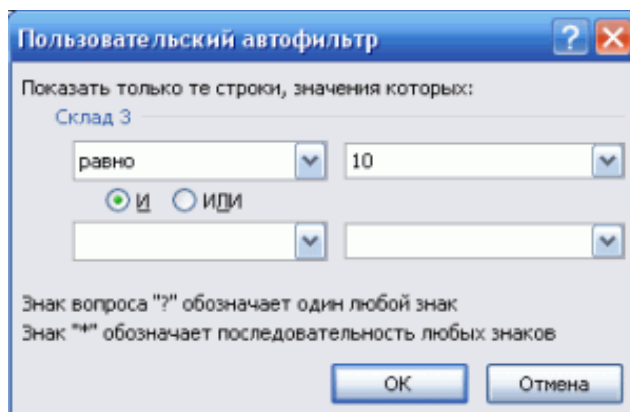 Пользовательский автофильтр
Показать только те строки, значения которых:
Склад 3
равно 10
И ИЛИ
Знак вопроса "?" обозначает один любой знак
Знак "*" обозначает последовательность любых знаков
ОК Отмена